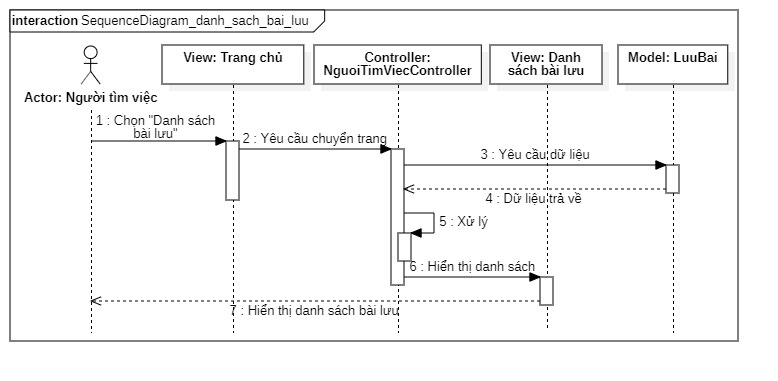 interaction SequenceDiagram_danh_sach_bai_luu
View: Trang chủ
Controller:
NguoiTimViecController
View: Danh
sách bài lưu
Model: LuuBai
Actor: Người tìm việc
1 : Chọn "Danh sách
bài lưu"
2 : Yêu cầu chuyển trang
3 : Yêu cầu dữ liệu
4 : Dữ liệu trả về
5 : Xử lý
6 : Hiển thị danh sách
7 : Hiển thị danh sách bài lưu